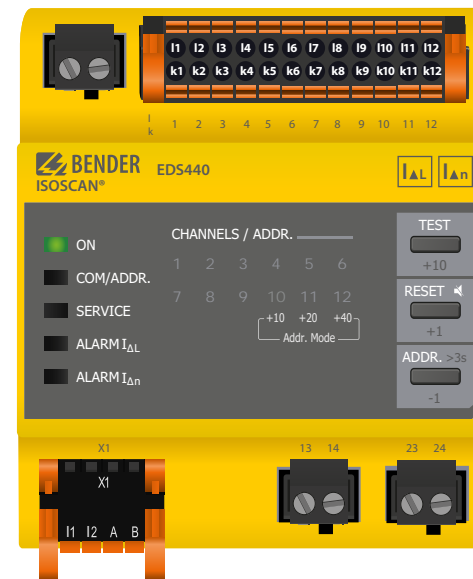 l1 l2 l3 l4 l5 l6 l7 l8 l9 l10 l11 l12
k1 k2 k3 k4 k5 k6 k7 k8 k9 k10 k11 k12
l
k 1 2 3 4 5 6 7 8 9 10 11 12
BENDER EDS440
ISOSCAN®
IΔL IΔn
CHANNELS / ADDR.
ON
COM/ADDR.
SERVICE
ALARM IΔL
ALARM IΔn
1 2 3 4 5 6
7 8 9 10 11 12
+10 +20 +40
Addr. Mode
TEST
+10
RESET
+1
ADDR. >3s
-1
X1 13 14 23 24
X1
I1 I2 A B